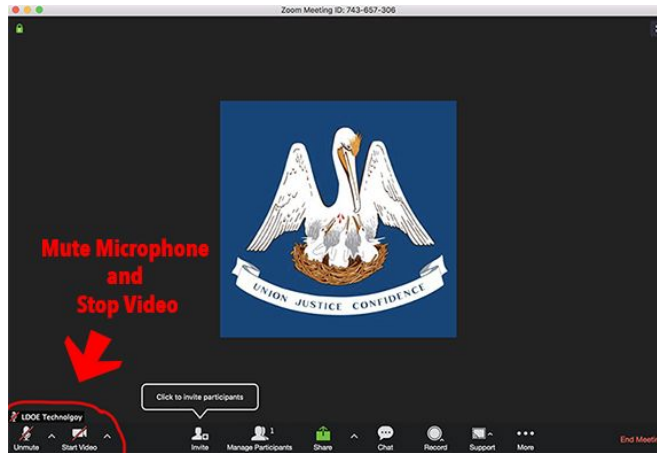 Zoom Meeting ID: 743-657-306
UNION JUSTICE CONFIDENCE
Mute Microphone
and
Stop Video
Click to invite participants
LDOE Technolgoy
1
Unmute Start Video Invite Manage Participants Share Chat Record Support More End Meetin